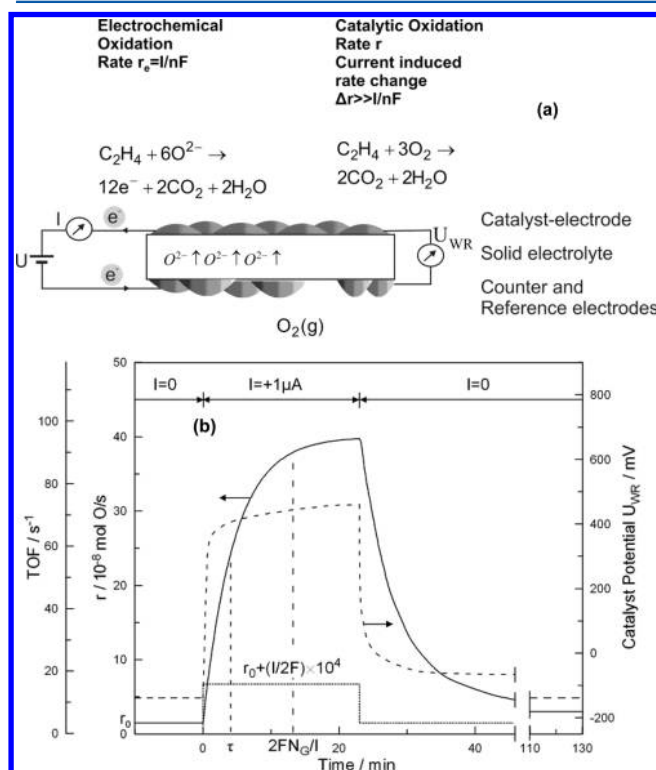 Electrochemical
Oxidation
Rate rₑ=I/nF
Catalytic Oxidation
Rate r
Current induced
rate change
Δr>>I/nF
(a)
C₂H₄ + 6O²⁻ →
12e⁻ + 2CO₂ + 2H₂O
C₂H₄ + 3O₂ →
2CO₂ + 2H₂O
I
e⁻
U
e⁻
O²⁻ ↑ O²⁻ ↑ O²⁻ ↑
U_WR
Catalyst-electrode
Solid electrolyte
Counter and
Reference electrodes
O₂(g)
I=0
I=+1μA
I=0
(b)
TOF / s⁻¹
100
80
60
40
20
0
r / 10⁻⁸ mol O/s
50
40
30
20
10
r₀
0
Catalyst Potential U_WR / mV
800
600
400
200
0
-200
r₀+(I/2F)×10⁴
0
τ
2FN_G/I
20
40
110
130
Time / min